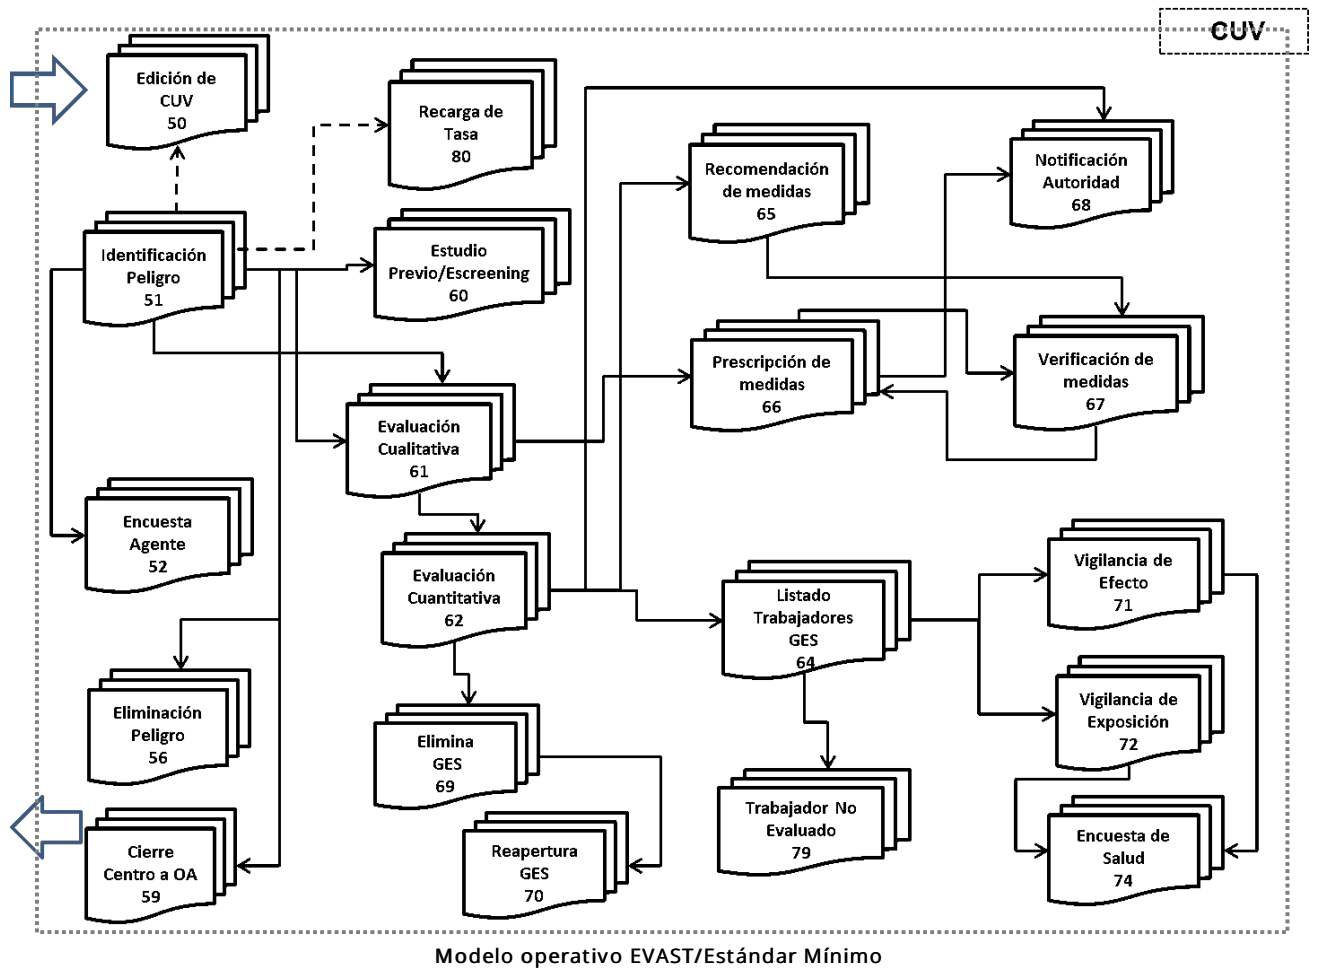 CUV
Edición de
CUV
50
Recarga de
Tasa
80
Recomendación
de medidas
65
Notificación
Autoridad
68
Identificación
Peligro
51
Estudio
Previo/Escreening
60
Prescripción de
medidas
66
Verificación de
medidas
67
Evaluación
Cualitativa
61
Encuesta
Agente
52
Evaluación
Cuantitativa
62
Listado
Trabajadores
GES
64
Vigilancia de
Efecto
71
Eliminación
Peligro
56
Elimina
GES
69
Vigilancia de
Exposición
72
Cierre
Centro a OA
59
Reapertura
GES
70
Trabajador No
Evaluado
79
Encuesta de
Salud
74
Modelo operativo EVAST/Estándar Mínimo